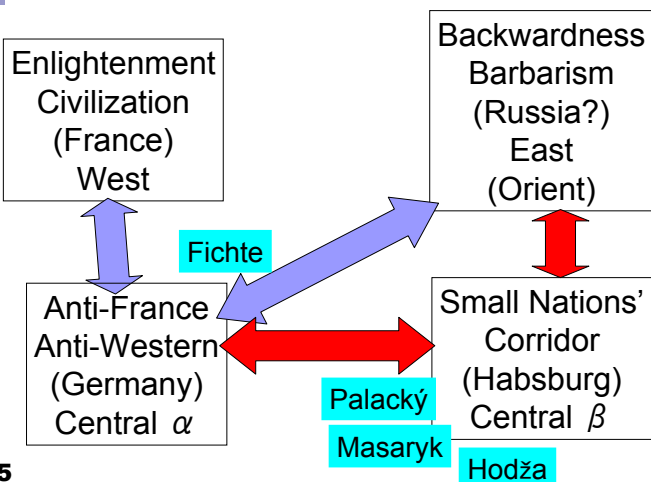 Enlightenment
Civilization
(France)
West
Backwardness
Barbarism
(Russia?)
East
(Orient)
Fichte
Anti-France
Anti-Western
(Germany)
Central α
Small Nations’
Corridor
(Habsburg)
Central β
Palacký
Masaryk
Hodža
5